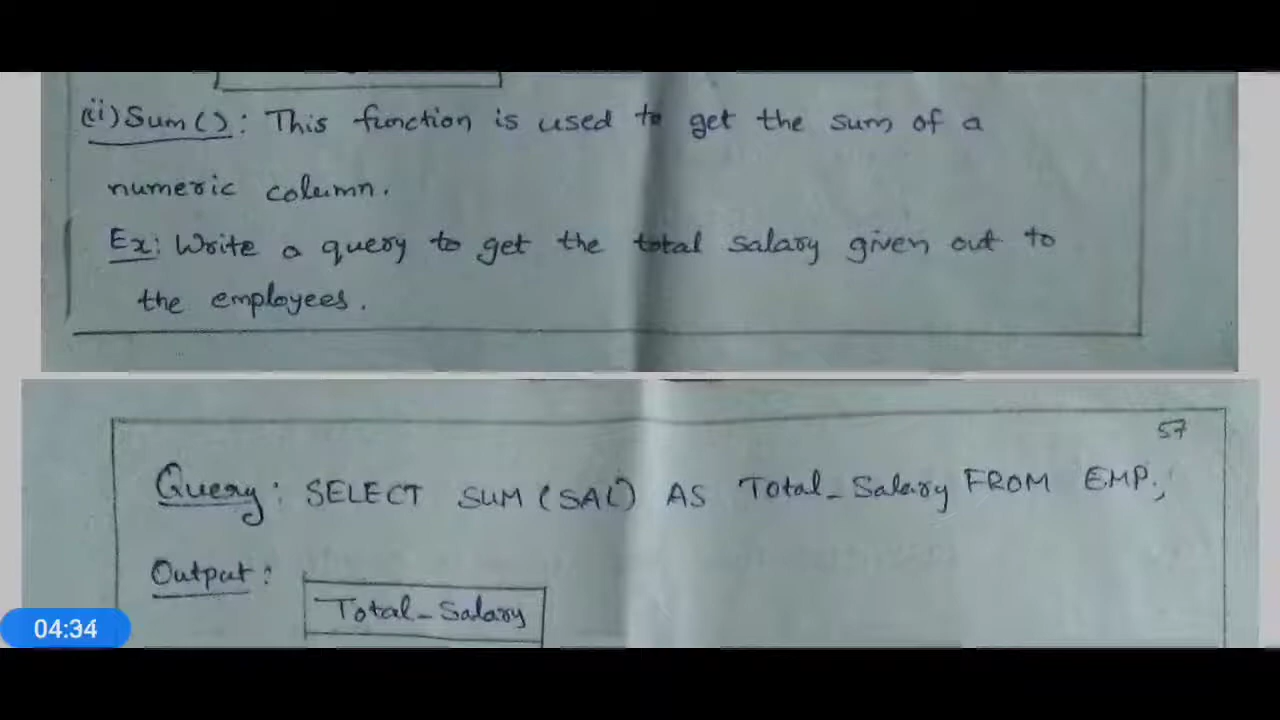 (ii) Sum(): This function is used to get the sum of a
numeric column.
Ex: Write a query to get the total salary given out to
the employees.
57
Query: SELECT SUM(SAL) AS Total_Salary FROM EMP;
Output:
Total_Salary
04:34